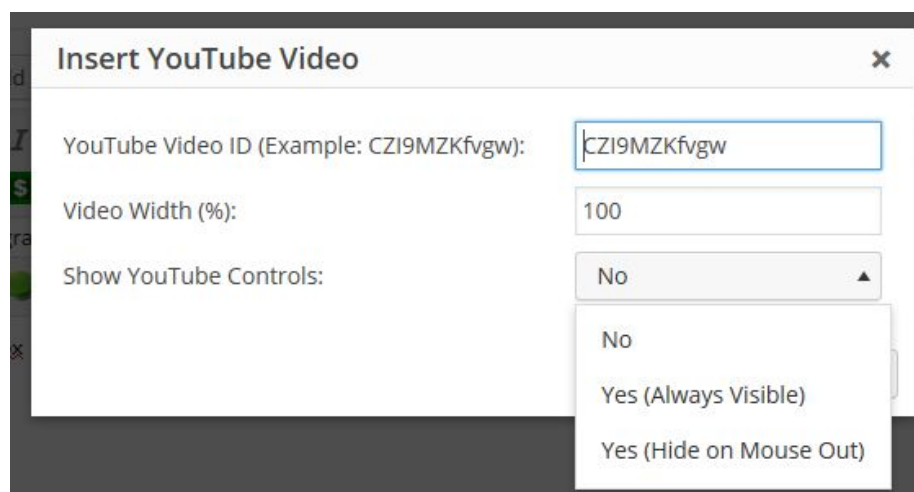 Insert YouTube Video ×
YouTube Video ID (Example: CZI9MZKfvgw): CZI9MZKfvgw
Video Width (%): 100
Show YouTube Controls: No
No
Yes (Always Visible)
Yes (Hide on Mouse Out)